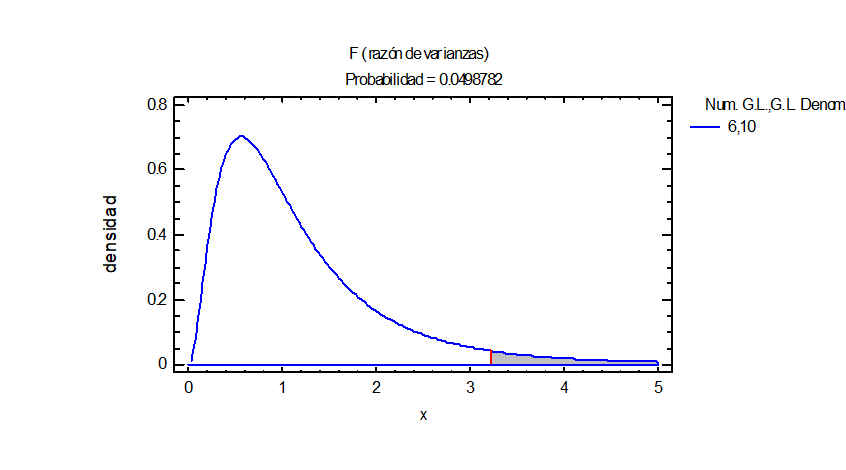 F (razón de varianzas)
Probabilidad = 0.0498782
Num. G.L.,G.L. Denom
6,10
densidad
0.8
0.6
0.4
0.2
0
0 1 2 3 4 5
x